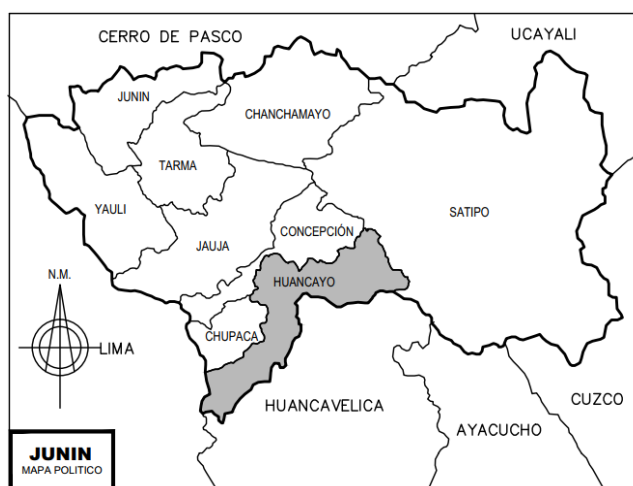 CERRO DE PASCO
UCAYALI
JUNIN
CHANCHAMAYO
TARMA
YAULI
SATIPO
CONCEPCIÓN
JAUJA
N.M.
HUANCAYO
CHUPACA
LIMA
HUANCAVELICA
CUZCO
AYACUCHO
JUNIN
MAPA POLITICO